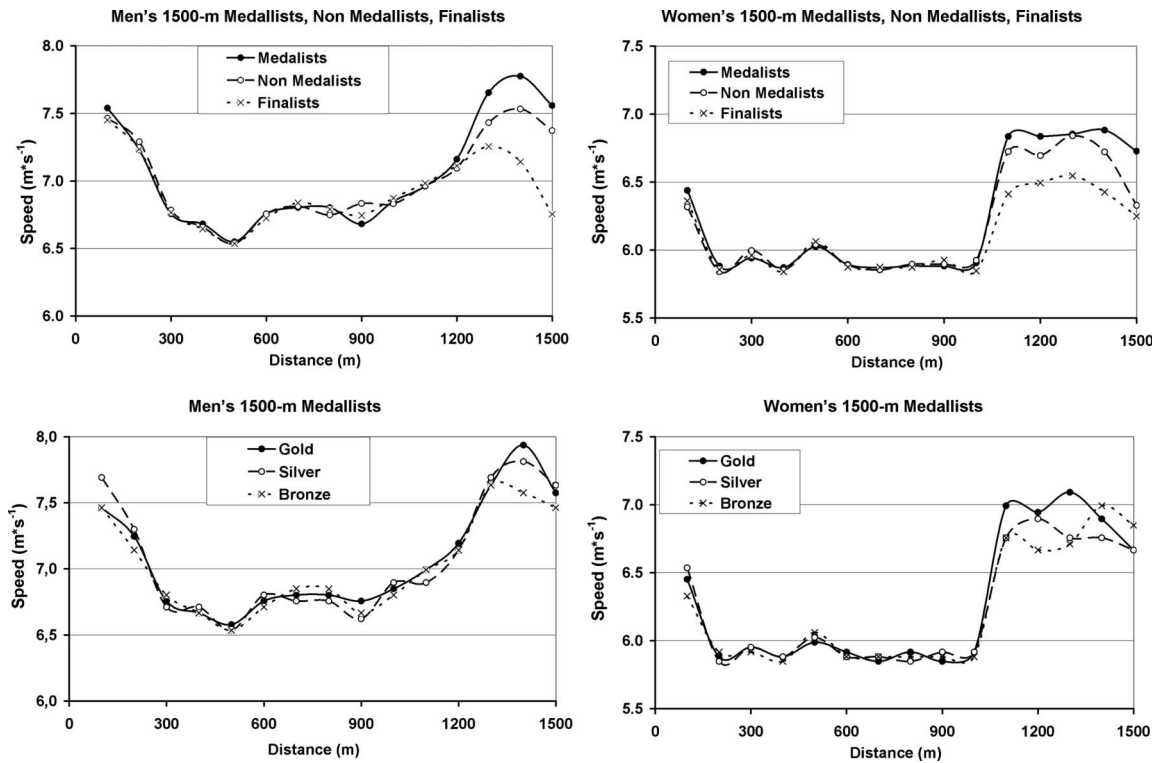 Men's 1500-m Medallists, Non Medallists, Finalists
8.0
7.5
7.0
6.5
6.0
Speed (m*s-1)
Medalists
Non Medalists
Finalists
0 300 600 900 1200 1500
Distance (m)
Women's 1500-m Medallists, Non Medallists, Finalists
7.5
7.0
6.5
6.0
5.5
Speed (m*s-1)
Medalists
Non Medalists
Finalists
0 300 600 900 1200 1500
Distance (m)
Men's 1500-m Medallists
8,0
7.5
7.0
6.5
6,0
Speed (m*s-1)
Gold
Silver
Bronze
0 300 600 900 1200 1500
Distance (m)
Women's 1500-m Medallists
7.5
7.0
6.5
6.0
5.5
Speed (m*s-1)
Gold
Silver
Bronze
0 300 600 900 1200 1500
Distance (m)